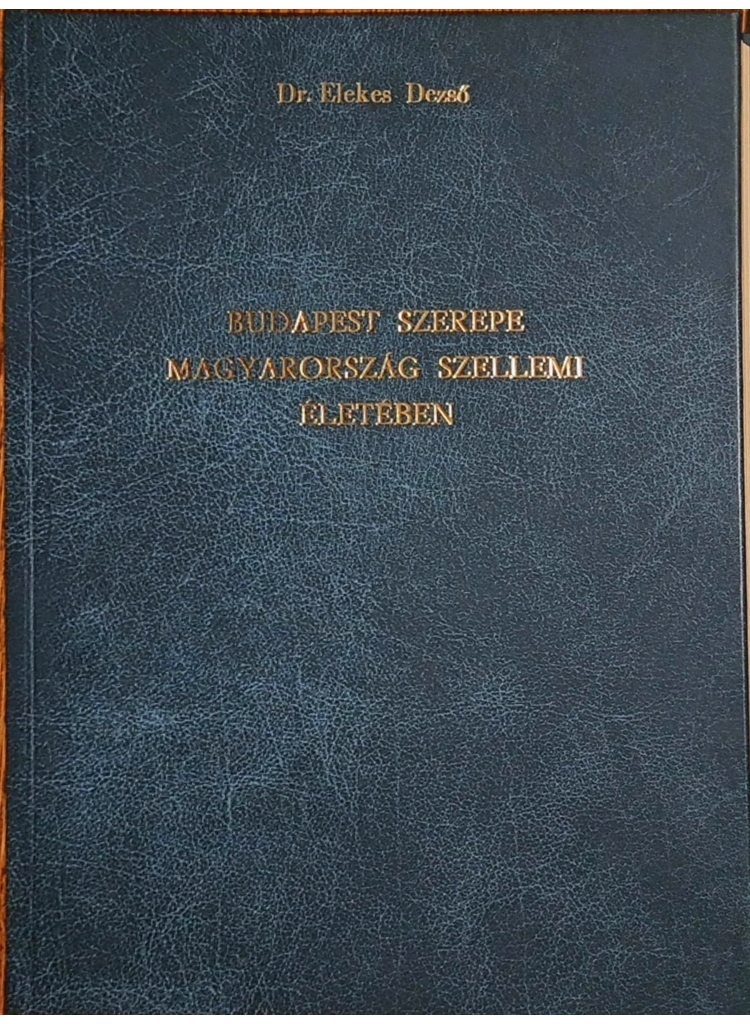 Dr. Elekes Dezső
BUDAPEST SZEREPE
MAGYARORSZÁG SZELLEMI
ÉLETÉBEN